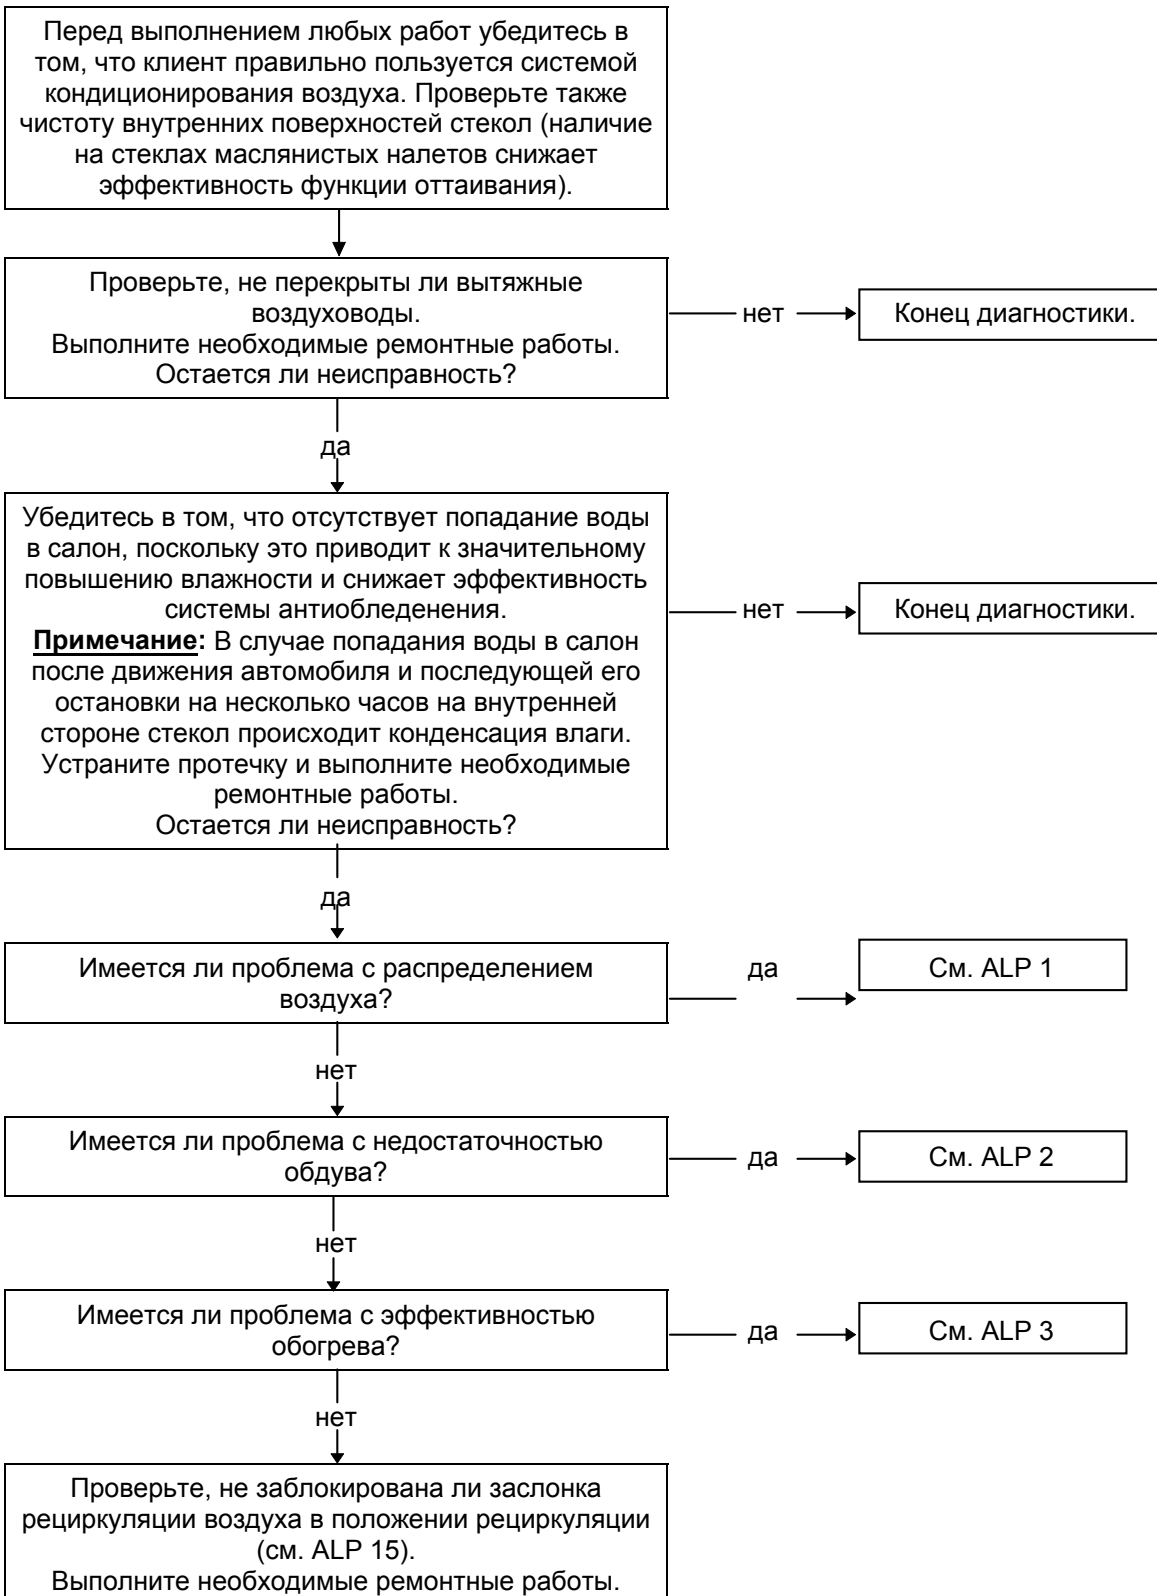 Перед выполнением любых работ убедитесь в
том, что клиент правильно пользуется системой
кондиционирования воздуха. Проверьте также
чистоту внутренних поверхностей стекол (наличие
на стеклах маслянистых налетов снижает
эффективность функции оттаивания).
Проверьте, не перекрыты ли вытяжные
воздуховоды.
Выполните необходимые ремонтные работы.
Остается ли неисправность?
нет
Конец диагностики.
да
Убедитесь в том, что отсутствует попадание воды
в салон, поскольку это приводит к значительному
повышению влажности и снижает эффективность
системы антиобледенения.
Примечание: В случае попадания воды в салон
после движения автомобиля и последующей его
остановки на несколько часов на внутренней
стороне стекол происходит конденсация влаги.
Устраните протечку и выполните необходимые
ремонтные работы.
Остается ли неисправность?
нет
Конец диагностики.
да
Имеется ли проблема с распределением
воздуха?
да
См. ALP 1
нет
Имеется ли проблема с недостаточностью
обдува?
да
См. ALP 2
нет
Имеется ли проблема с эффективностью
обогрева?
да
См. ALP 3
нет
Проверьте, не заблокирована ли заслонка
рециркуляции воздуха в положении рециркуляции
(см. ALP 15).
Выполните необходимые ремонтные работы.